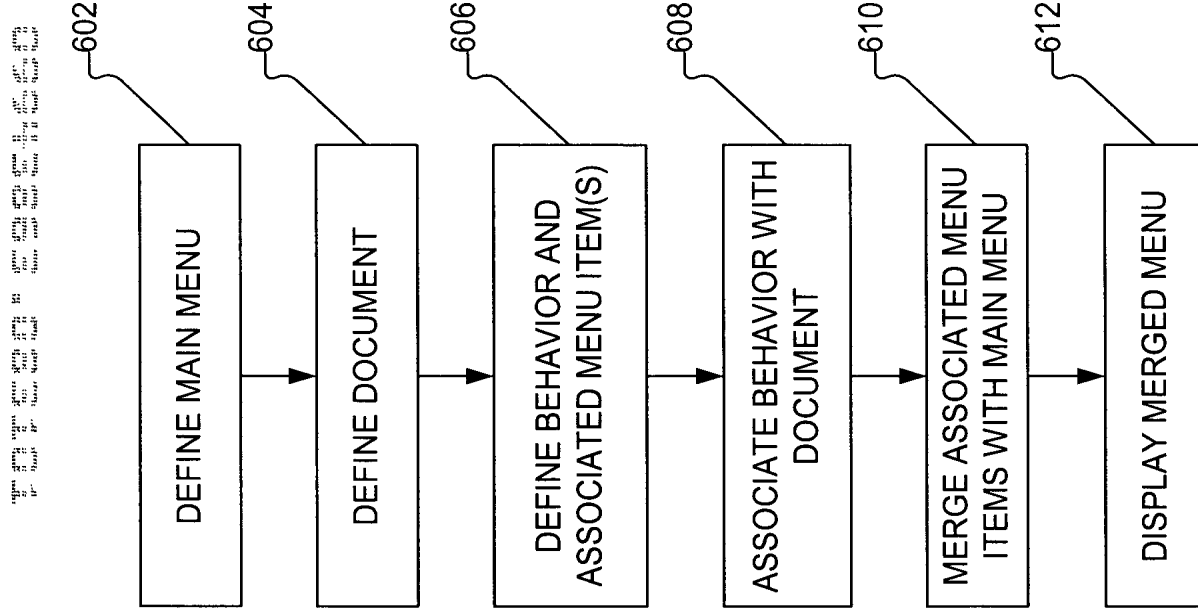 602
DEFINE MAIN MENU
604
DEFINE DOCUMENT
606
DEFINE BEHAVIOR AND
ASSOCIATED MENU ITEM(S)
608
ASSOCIATE BEHAVIOR WITH
DOCUMENT
610
MERGE ASSOCIATED MENU
ITEMS WITH MAIN MENU
612
DISPLAY MERGED MENU